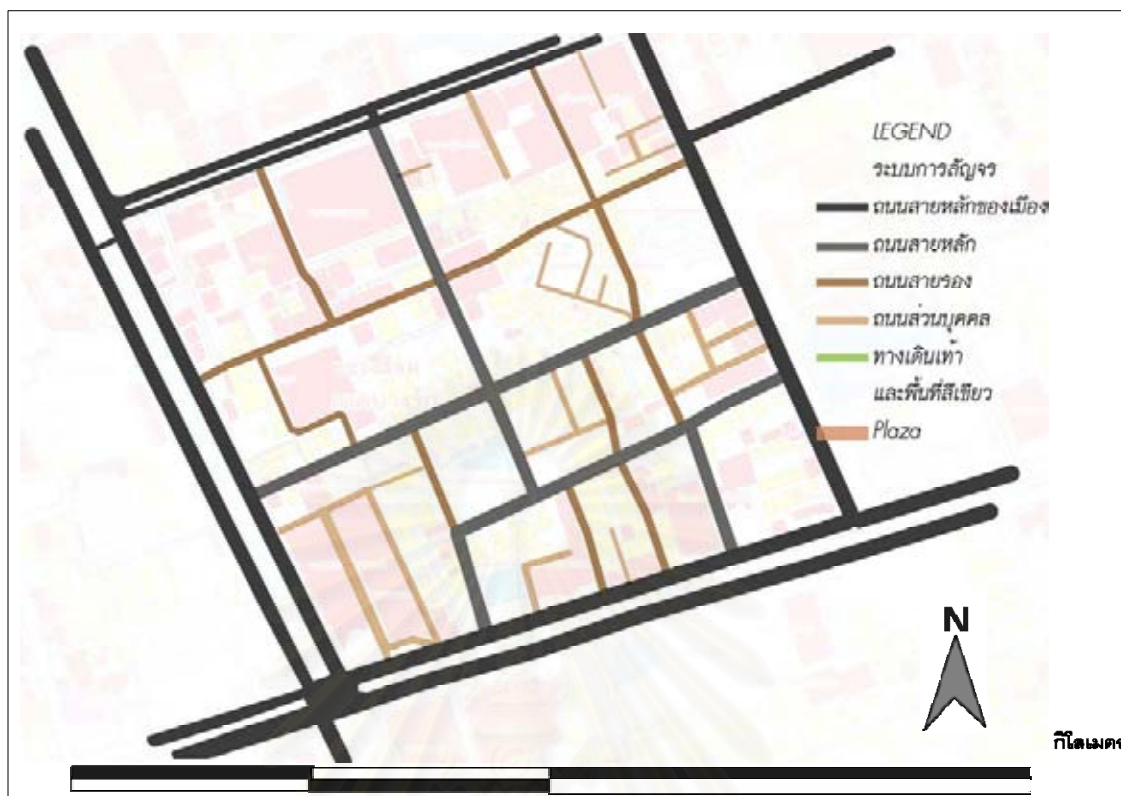 LEGEND
ระบบการสัญจร
ถนนสายหลักของเมือง
ถนนสายหลัก
ถนนสายรอง
ถนนส่วนบุคคล
ทางเดินเท้า
และพื้นที่สีเขียว
Plaza
N
กิโลเมตร